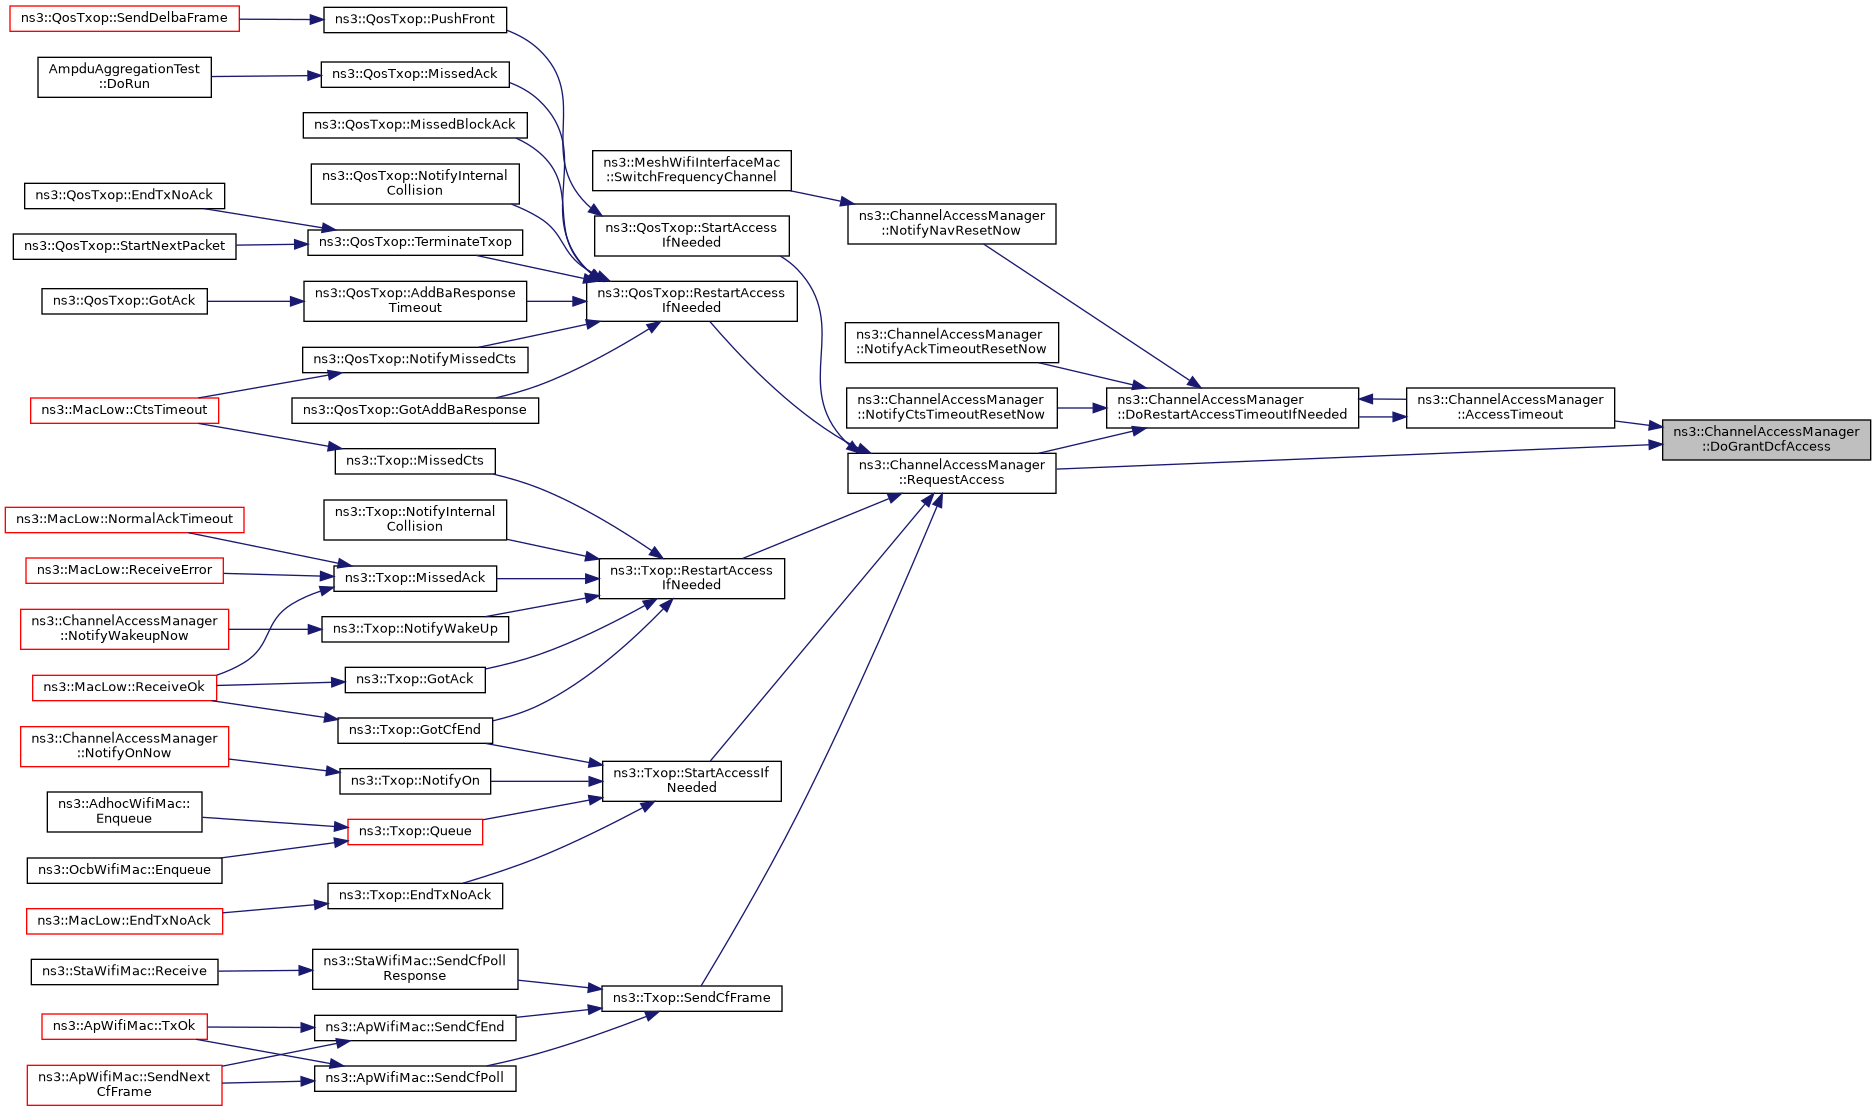 ns3::QosTxop::SendDelbaFrame
ns3::QosTxop::PushFront
AmpduAggregationTest
::DoRun
ns3::QosTxop::MissedAck
ns3::QosTxop::MissedBlockAck
ns3::QosTxop::NotifyInternal
Collision
ns3::QosTxop::EndTxNoAck
ns3::QosTxop::StartNextPacket
ns3::QosTxop::TerminateTxop
ns3::QosTxop::GotAck
ns3::QosTxop::AddBaResponse
Timeout
ns3::QosTxop::NotifyMissedCts
ns3::MacLow::CtsTimeout
ns3::QosTxop::GotAddBaResponse
ns3::Txop::MissedCts
ns3::MacLow::NormalAckTimeout
ns3::Txop::NotifyInternal
Collision
ns3::MacLow::ReceiveError
ns3::Txop::MissedAck
ns3::ChannelAccessManager
::NotifyWakeupNow
ns3::Txop::NotifyWakeUp
ns3::MacLow::ReceiveOk
ns3::Txop::GotAck
ns3::Txop::GotCfEnd
ns3::ChannelAccessManager
::NotifyOnNow
ns3::Txop::NotifyOn
ns3::AdhocWifiMac::
Enqueue
ns3::Txop::Queue
ns3::OcbWifiMac::Enqueue
ns3::Txop::EndTxNoAck
ns3::MacLow::EndTxNoAck
ns3::StaWifiMac::Receive
ns3::StaWifiMac::SendCfPoll
Response
ns3::ApWifiMac::TxOk
ns3::ApWifiMac::SendCfEnd
ns3::ApWifiMac::SendNext
CfFrame
ns3::ApWifiMac::SendCfPoll
ns3::MeshWifiInterfaceMac
::SwitchFrequencyChannel
ns3::QosTxop::StartAccess
IfNeeded
ns3::QosTxop::RestartAccess
IfNeeded
ns3::Txop::RestartAccess
IfNeeded
ns3::Txop::StartAccessIf
Needed
ns3::Txop::SendCfFrame
ns3::ChannelAccessManager
::NotifyNavResetNow
ns3::ChannelAccessManager
::NotifyAckTimeoutResetNow
ns3::ChannelAccessManager
::NotifyCtsTimeoutResetNow
ns3::ChannelAccessManager
::RequestAccess
ns3::ChannelAccessManager
::DoRestartAccessTimeoutIfNeeded
ns3::ChannelAccessManager
::AccessTimeout
ns3::ChannelAccessManager
::DoGrantDcfAccess